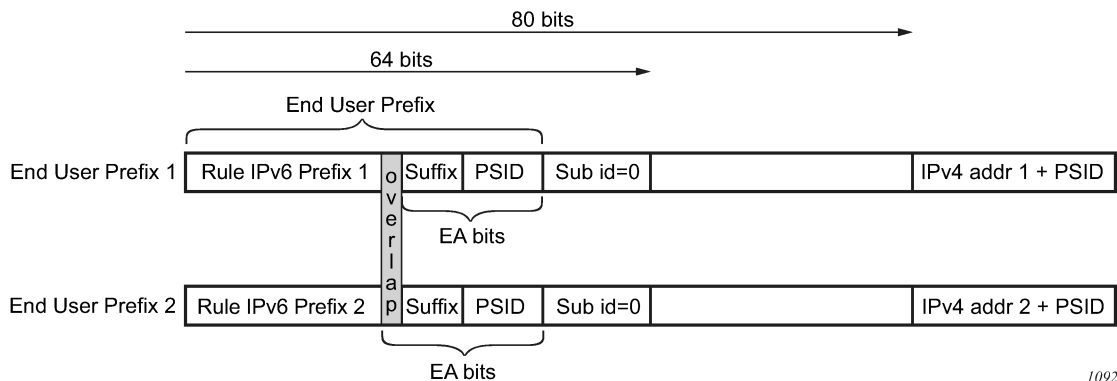 80 bits
64 bits
End User Prefix
End User Prefix 1
Rule IPv6 Prefix 1
overlap
Suffix
PSID
Sub id=0
IPv4 addr 1 + PSID
EA bits
End User Prefix 2
Rule IPv6 Prefix 2
Suffix
PSID
Sub id=0
IPv4 addr 2 + PSID
EA bits
1092